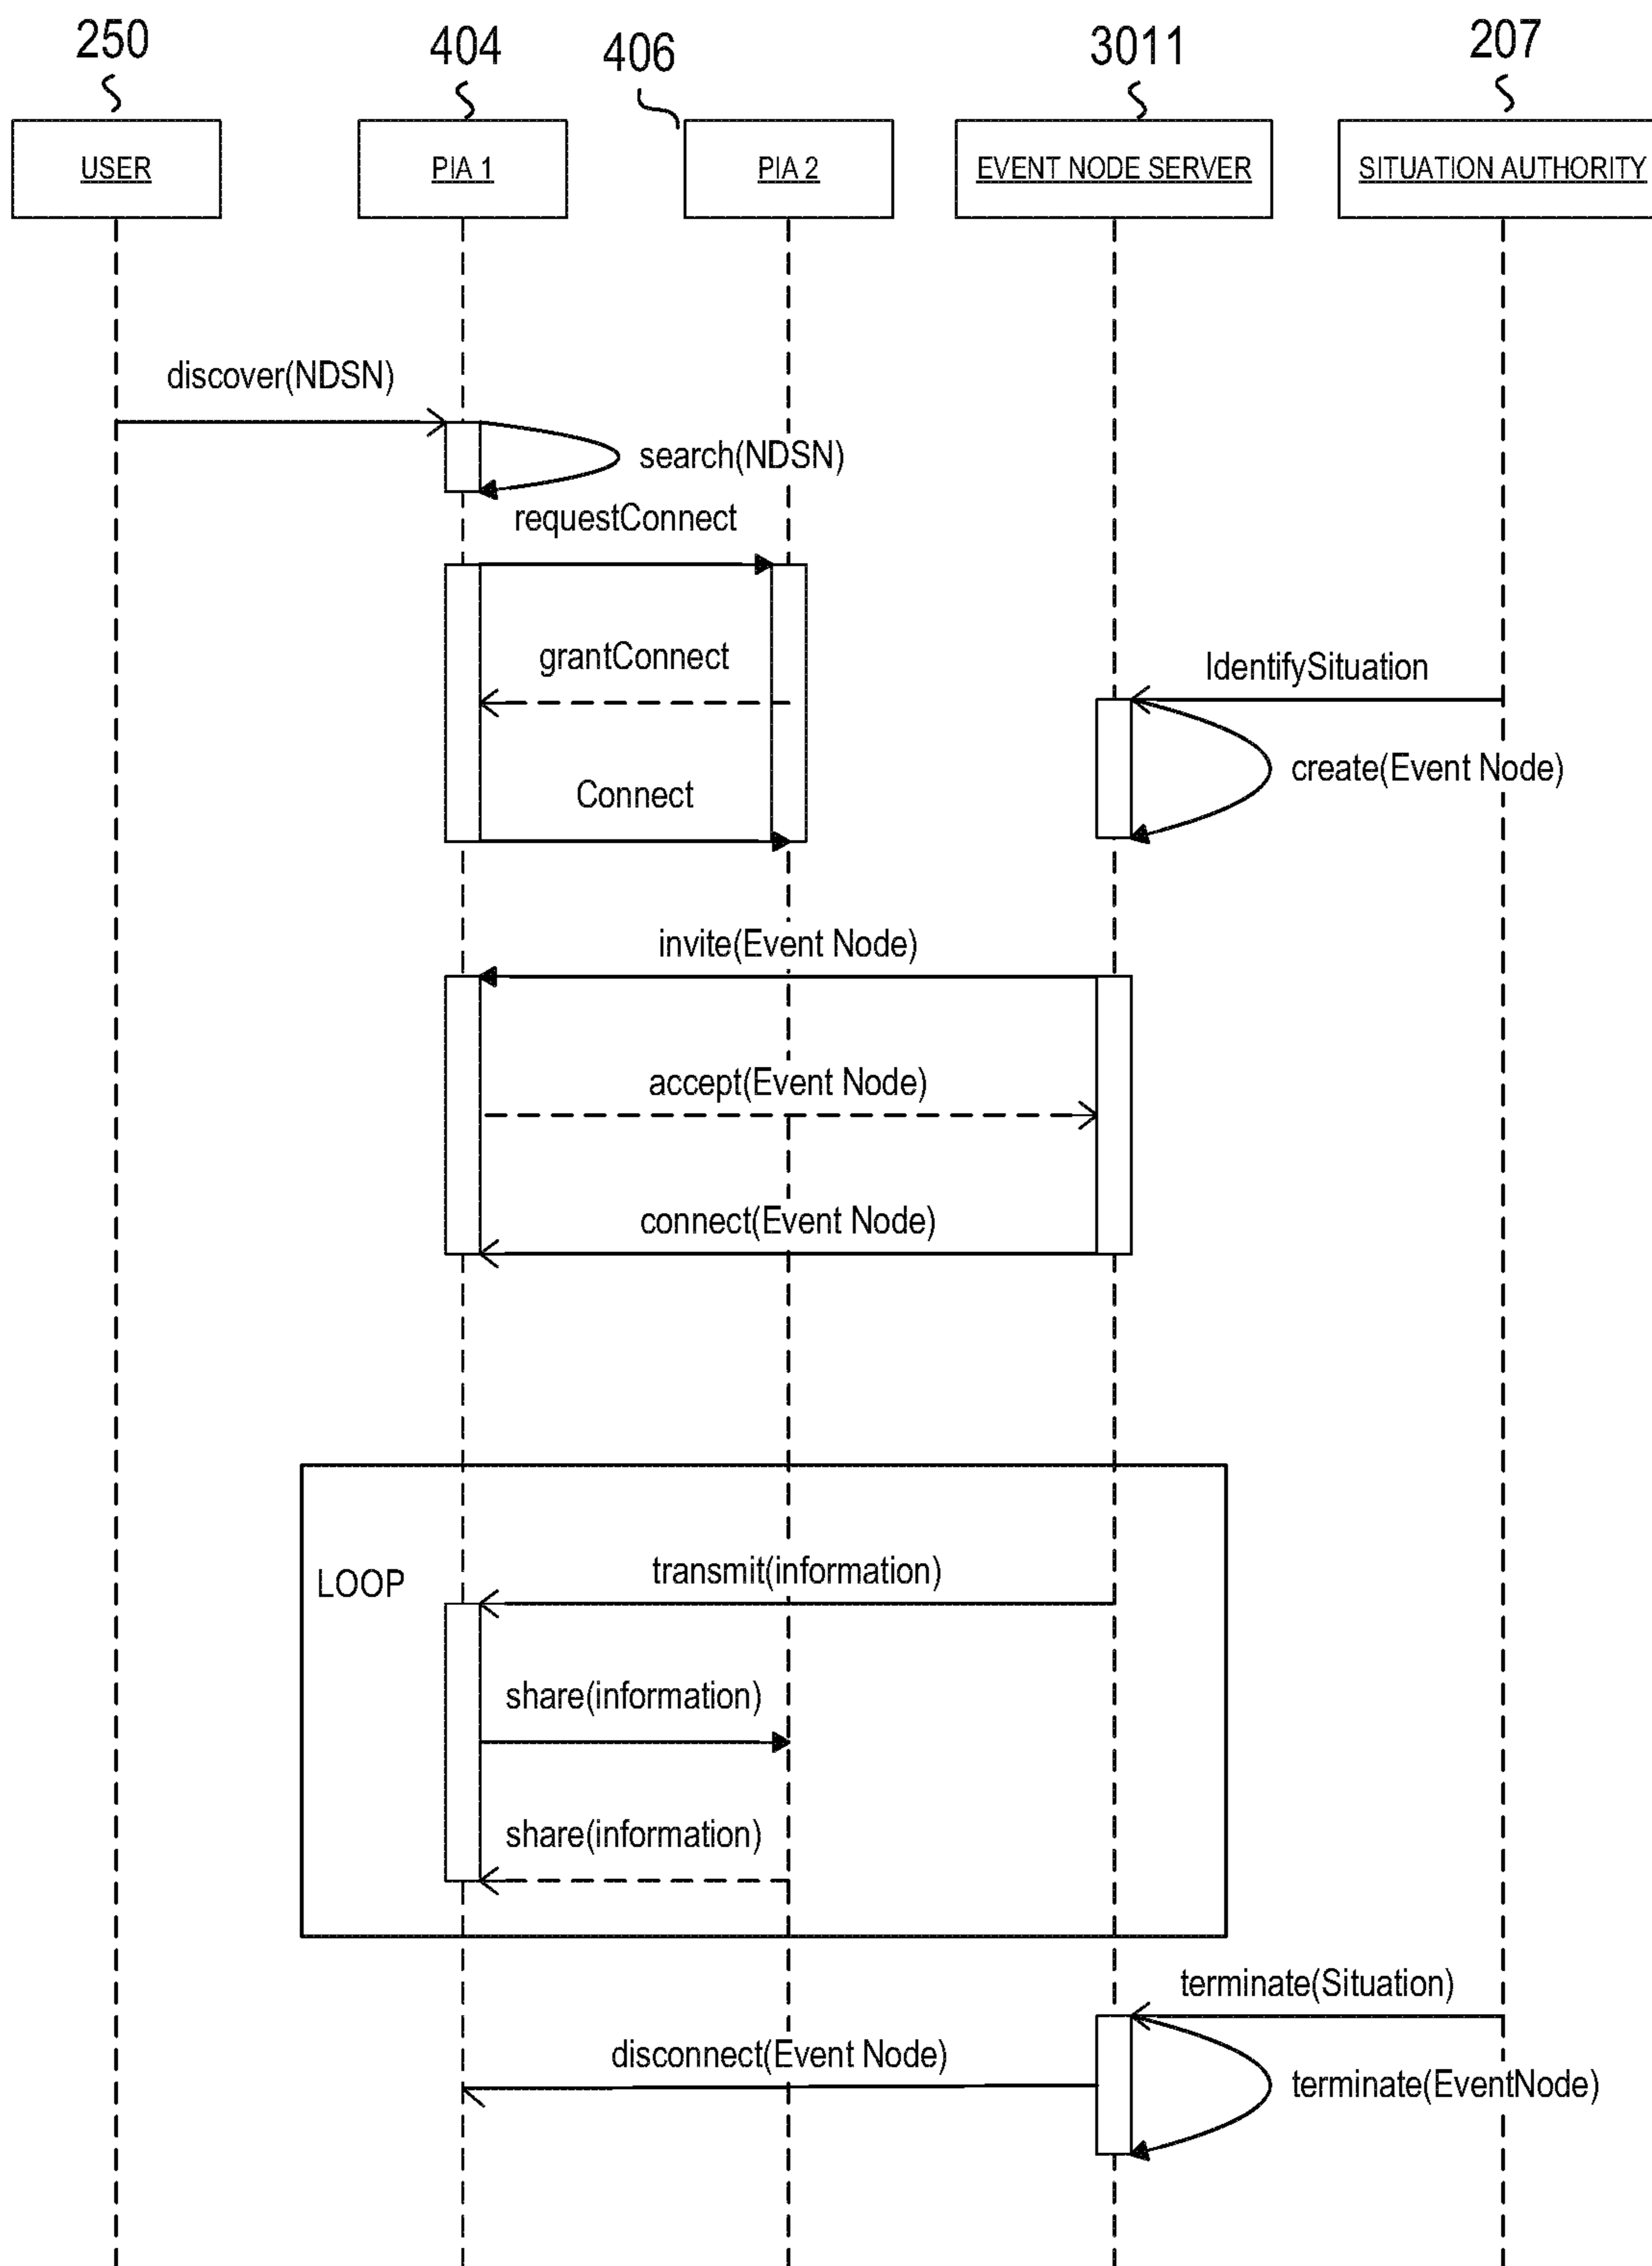 250
404
406
3011
207
USER
PIA 1
PIA 2
EVENT NODE SERVER
SITUATION AUTHORITY
discover(NDSN)
search(NDSN)
requestConnect
grantConnect
IdentifySituation
create(Event Node)
Connect
invite(Event Node)
accept(Event Node)
connect(Event Node)
LOOP
transmit(information)
share(information)
share(information)
terminate(Situation)
disconnect(Event Node)
terminate(EventNode)